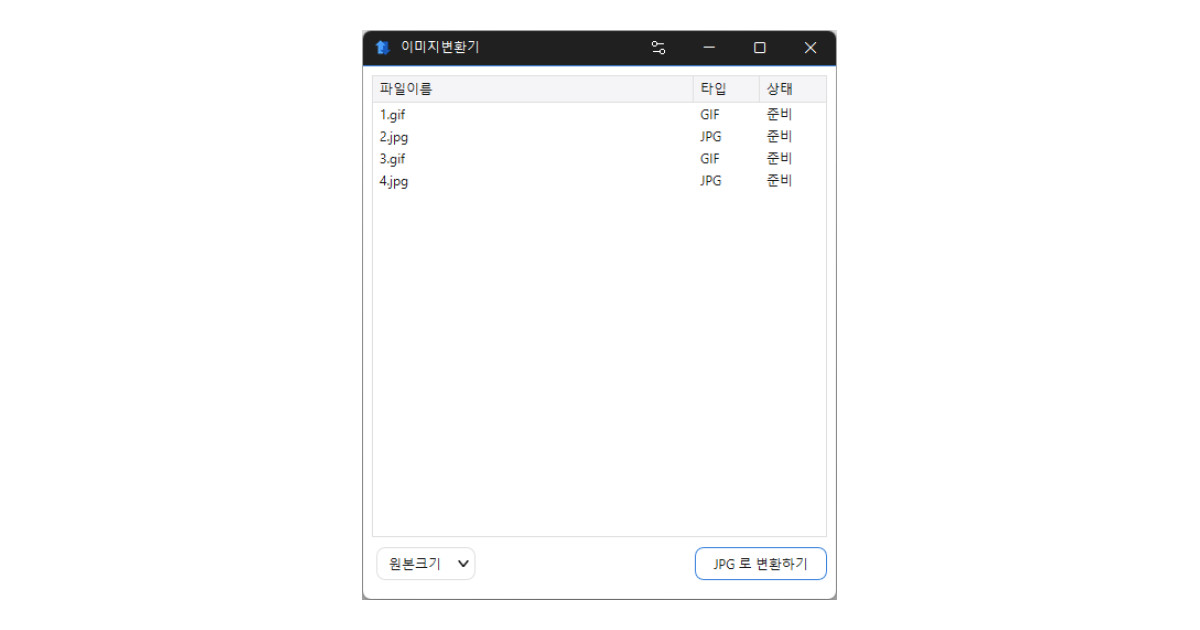 이미지변환기
파일이름 타입 상태
1.gif GIF 준비
2.jpg JPG 준비
3.gif GIF 준비
4.jpg JPG 준비
원본크기 JPG 로 변환하기